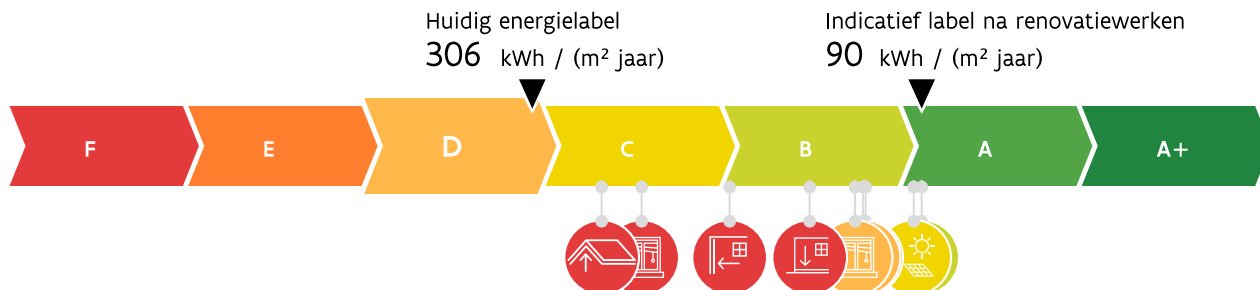 Huidig energielabel
306 kWh / (m² jaar)
Indicatief label na renovatiewerken
90 kWh / (m² jaar)
F E D C B A A+